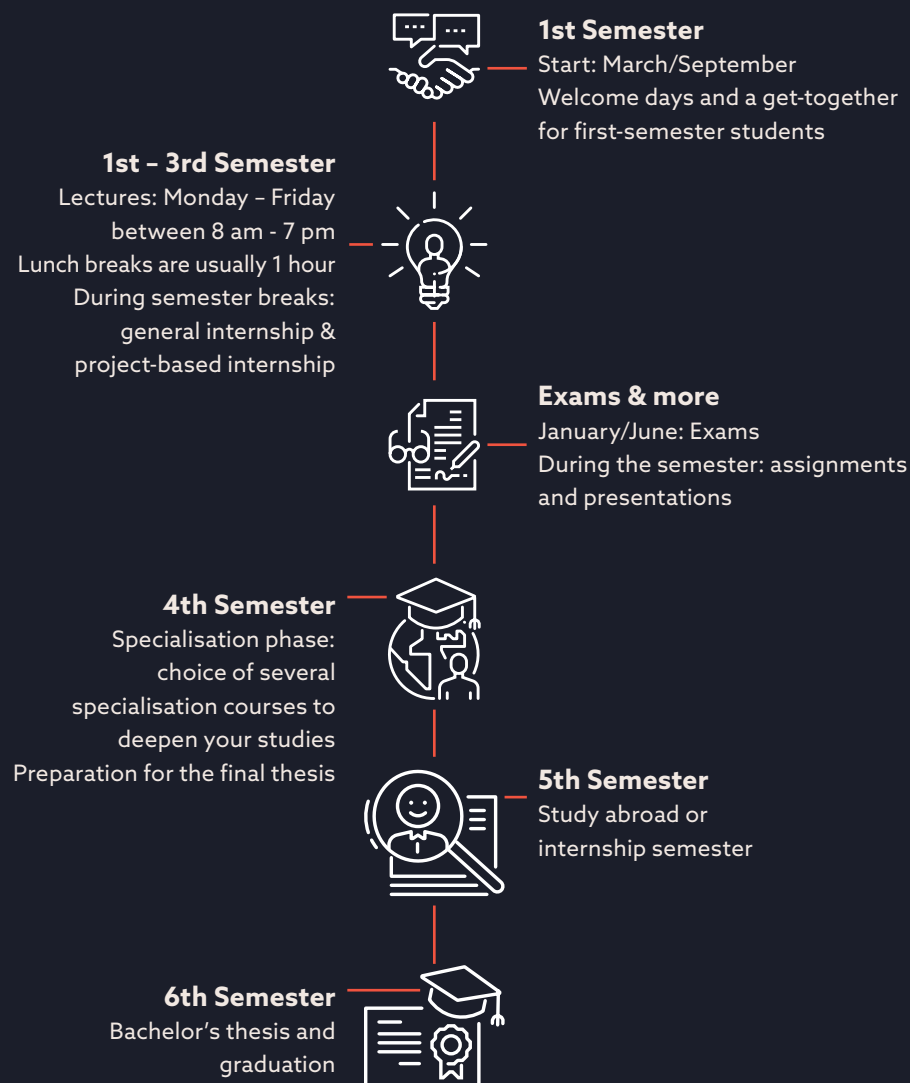 1st Semester
Start: March/September
Welcome days and a get-together
for first-semester students
1st – 3rd Semester
Lectures: Monday – Friday
between 8 am - 7 pm
Lunch breaks are usually 1 hour
During semester breaks:
general internship &
project-based internship
Exams & more
January/June: Exams
During the semester: assignments
and presentations
4th Semester
Specialisation phase:
choice of several
specialisation courses to
deepen your studies
Preparation for the final thesis
5th Semester
Study abroad or
internship semester
6th Semester
Bachelor’s thesis and
graduation